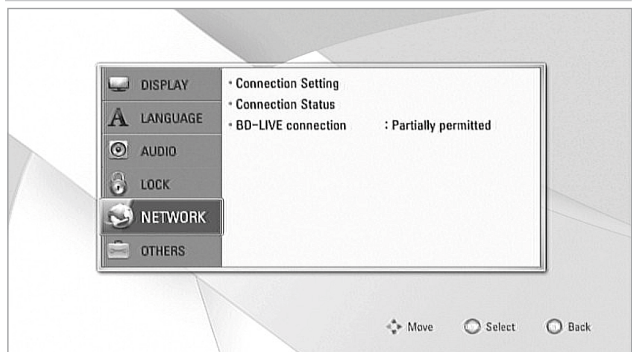 DISPLAY
LANGUAGE
AUDIO
LOCK
NETWORK
OTHERS
• Connection Setting
• Connection Status
• BD-LIVE connection : Partially permitted
Move Select Back